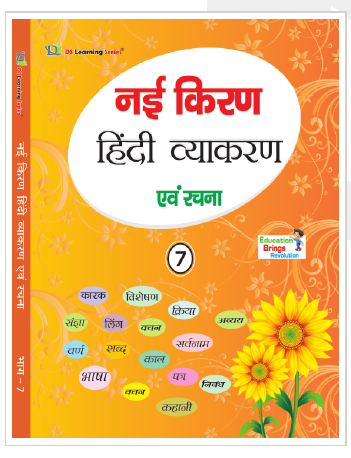 DS Learning Series
नई किरण
हिंदी व्याकरण
एवं रचना
7
Education
Brings
Revolution
कारक
विशेषण
क्रिया
अव्यय
संज्ञा
लिंग
वचन
सर्वनाम
वर्ण
शब्द
काल
भाषा
पत्र
निबंध
वचन
कहानी
नई किरण हिंदी व्याकरण एवं रचना
भाग – 7